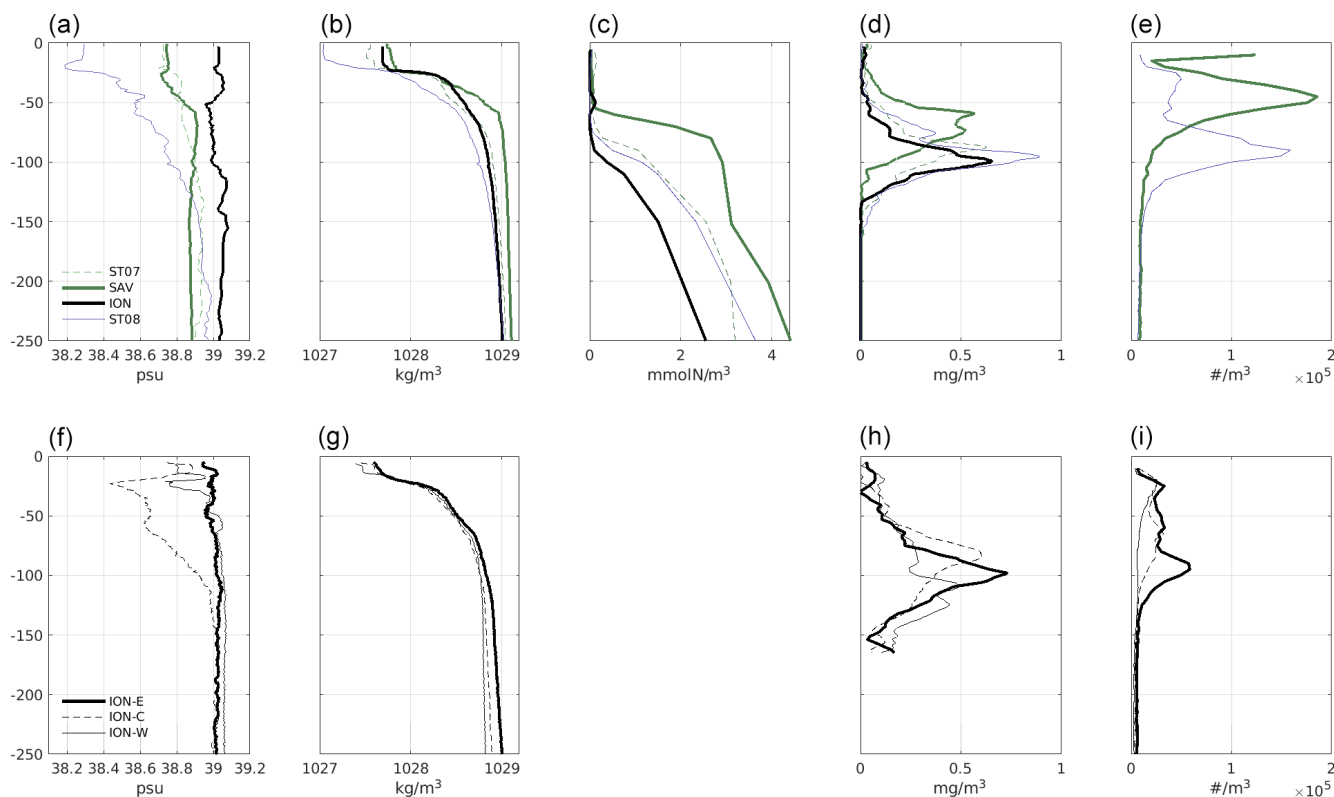 (a) (b) (c) (d) (e)
0
-50
-100
-150
-200
-250
ST07
SAV
ION
ST08
38.2 38.4 38.6 38.8 39 39.2
psu
1027 1028 1029
kg/m³
0 2 4
mmolN/m³
0 0.5 1
mg/m³
0 1 2
#/m³ ×10⁵
(f) (g) (h) (i)
0
-50
-100
-150
-200
-250
ION-E
ION-C
ION-W
38.2 38.4 38.6 38.8 39 39.2
psu
1027 1028 1029
kg/m³
0 0.5 1
mg/m³
0 1 2
#/m³ ×10⁵